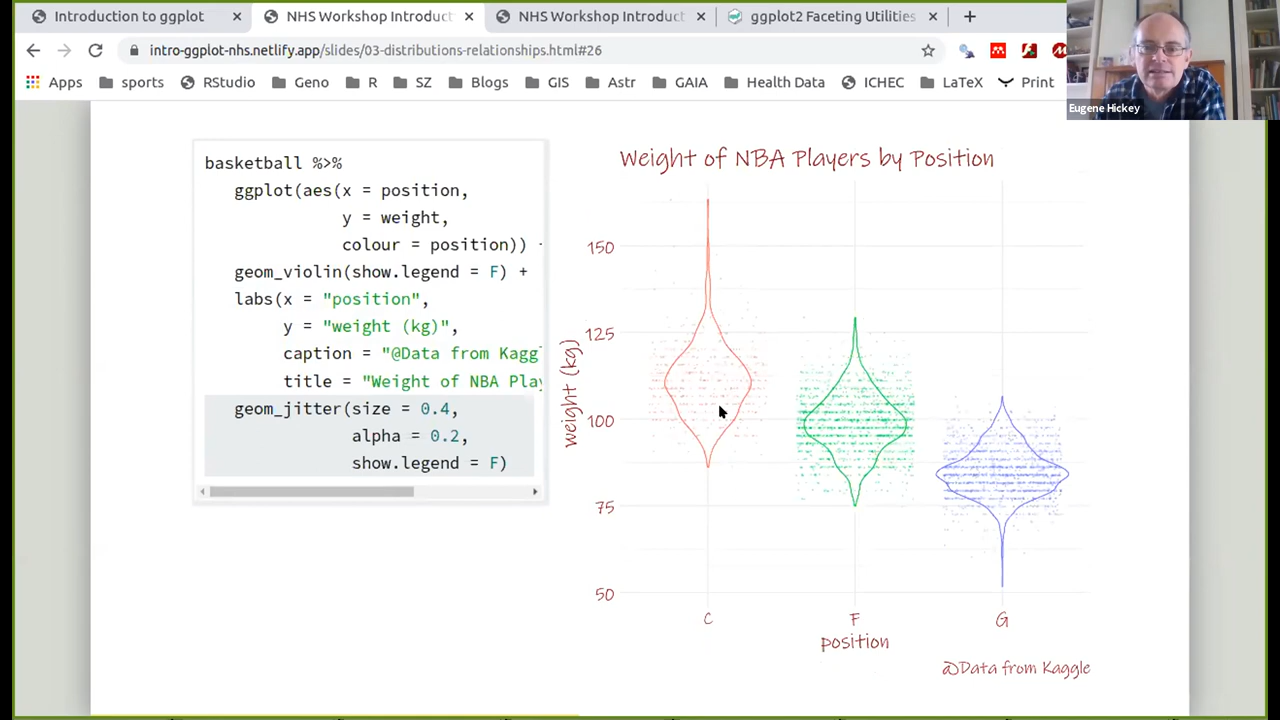 Introduction to ggplot
NHS Workshop Introduct
NHS Workshop Introduct
ggplot2 Faceting Utilities
intro-ggplot-nhs.netlify.app/slides/03-distributions-relationships.html#26
Apps
sports
RStudio
Geno
R
SZ
Blogs
GIS
Astr
GAIA
Health Data
ICHEC
LaTeX
Print
Eugene Hickey
basketball %>%
ggplot(aes(x = position,
y = weight,
colour = position))
geom_violin(show.legend = F) +
labs(x = "position",
y = "weight (kg)",
caption = "@Data from Kagg
title = "Weight of NBA Play
geom_jitter(size = 0.4,
alpha = 0.2,
show.legend = F)
Weight of NBA Players by Position
weight (kg)
150
125
100
75
50
C
F
G
position
@Data from Kaggle